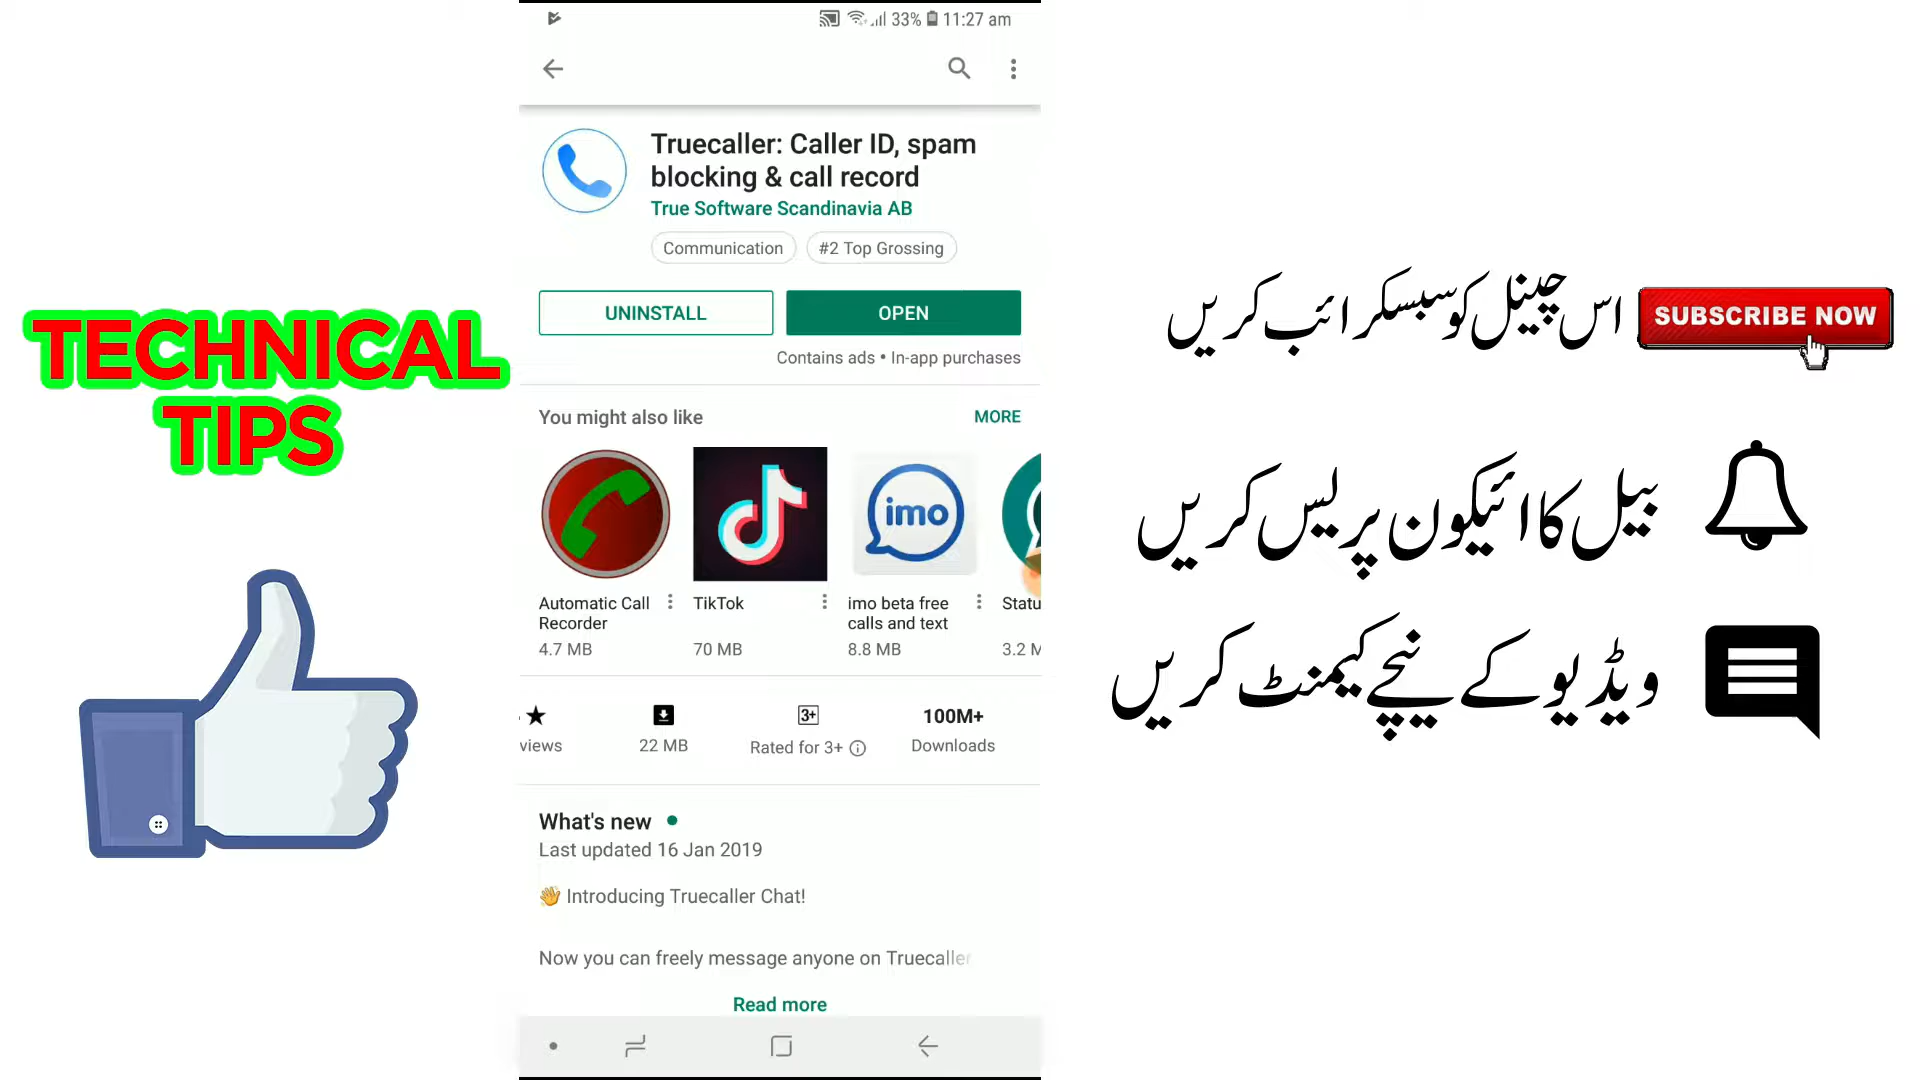 TECHNICAL
TIPS
33% 11:27 am
Truecaller: Caller ID, spam
blocking & call record
True Software Scandinavia AB
Communication
#2 Top Grossing
UNINSTALL
OPEN
Contains ads • In-app purchases
You might also like
MORE
imo
Automatic Call
Recorder
4.7 MB
TikTok
70 MB
imo beta free
calls and text
8.8 MB
Statu
3.2 M
views
22 MB
3+
Rated for 3+
100M+
Downloads
What's new
Last updated 16 Jan 2019
👋 Introducing Truecaller Chat!
Now you can freely message anyone on Truecaller
Read more
اس چینل کو سبسکرائب کریں
SUBSCRIBE NOW
بیل کا ائیکون پریس کریں
ویڈیو کے نیچے کیمنٹ کریں